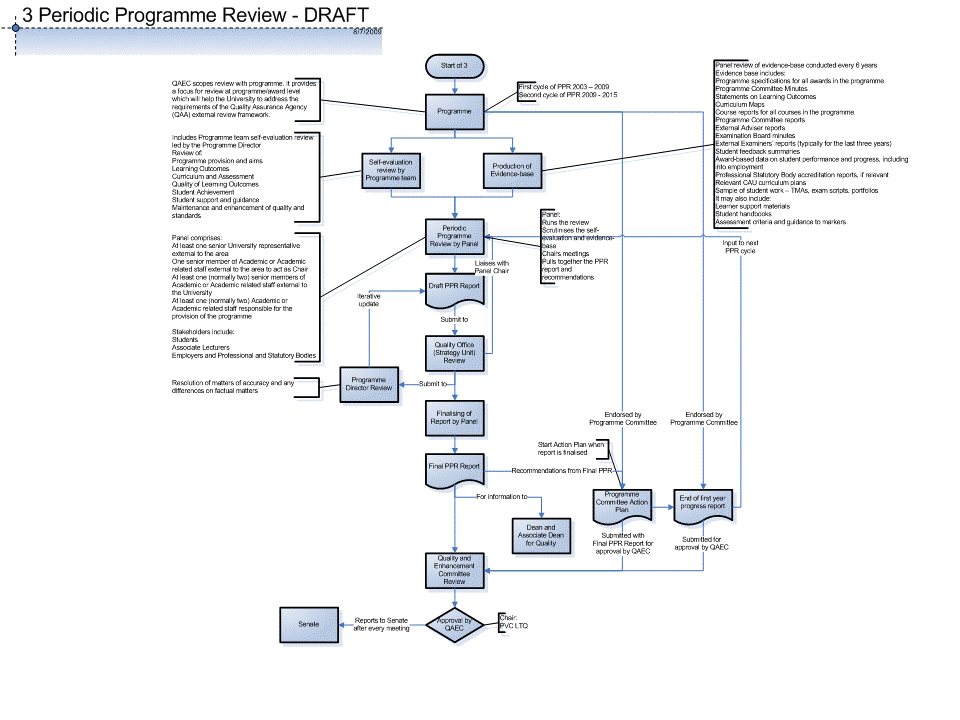 3 Periodic Programme Review - DRAFT
8/7/2009
Start of 3
QAEC scopes review with programme. It provides
a focus for review at programme/award level
which will help the University to address the
requirements of the Quality Assurance Agency
(QAA) external review framework.
Programme
First cycle of PPR 2003 – 2009
Second cycle of PPR 2009 - 2015
Panel review of evidence-base conducted every 6 years
Evidence base includes:
Programme specifications for all awards in the programme.
Programme Committee Minutes
Statements on Learning Outcomes
Curriculum Maps
Course reports for all courses in the programme.
Programme Committee reports
External Adviser reports
Examination Board minutes
External Examiners' reports (typically for the last three years)
Student feedback summaries
Award-based data on student performance and progress, including
into employment
Professional Statutory Body accreditation reports, if relevant
Relevant CAU curriculum plans
Sample of student work – TMAs, exam scripts, portfolios
It may also include:
Learner support materials
Student handbooks
Assessment criteria and guidance to markers
Includes Programme team self-evaluation review
led by the Programme Director
Review of:
Programme provision and aims
Learning Outcomes
Curriculum and Assessment
Quality of Learning Outcomes
Student Achievement
Student support and guidance
Maintenance and enhancement of quality and
standards
Self-evaluation
review by
Programme team
Production of
Evidence-base
Panel comprises:
At least one senior University representative
external to the area
One senior member of Academic or Academic
related staff external to the area to act as Chair
At least one (normally two) senior members of
Academic or Academic related staff external to
the University
At least one (normally two) Academic or
Academic related staff responsible for the
provision of the programme
Stakeholders include:
Students
Associate Lecturers
Employers and Professional and Statutory Bodies
Periodic
Programme
Review by Panel
Panel:
Runs the review
Scrutinises the self-
evaluation and evidence-
base
Chairs meetings
Pulls together the PPR
report and
recommendations
Input to next
PPR cycle
Liaises with
Panel Chair
Draft PPR Report
Iterative
update
Submit to
Quality Office
(Strategy Unit)
Review
Resolution of matters of accuracy and any
differences on factual matters
Programme
Director Review
Submit to
Finalising of
Report by Panel
Endorsed by
Programme Committee
Endorsed by
Programme Committee
Start Action Plan when
report is finalised
Final PPR Report
Recommendations from Final PPR
For information to
Programme
Committee Action
Plan
End of first year
progress report
Dean and
Associate Dean
for Quality
Submitted with
Final PPR Report for
approval by QAEC
Submitted for
approval by QAEC
Quality and
Enhancement
Committee
Review
Senate
Reports to Senate
after every meeting
Approval by
QAEC
Chair:
PVC LTQ